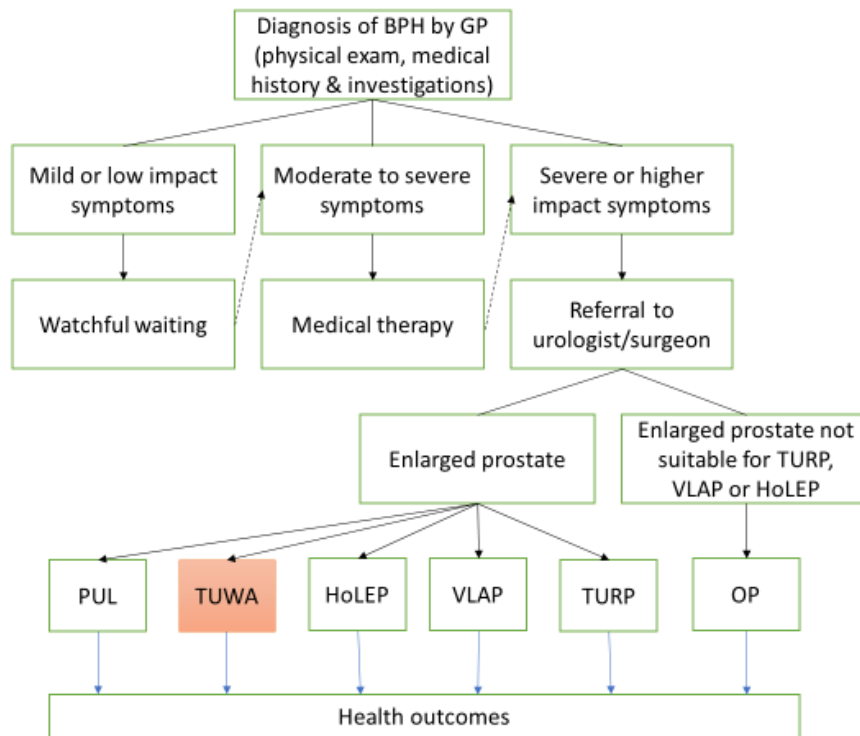 Diagnosis of BPH by GP
(physical exam, medical
history & investigations)
Mild or low impact
symptoms
Moderate to severe
symptoms
Severe or higher
impact symptoms
Watchful waiting
Medical therapy
Referral to
urologist/surgeon
Enlarged prostate
Enlarged prostate not
suitable for TURP,
VLAP or HoLEP
PUL
TUWA
HoLEP
VLAP
TURP
OP
Health outcomes